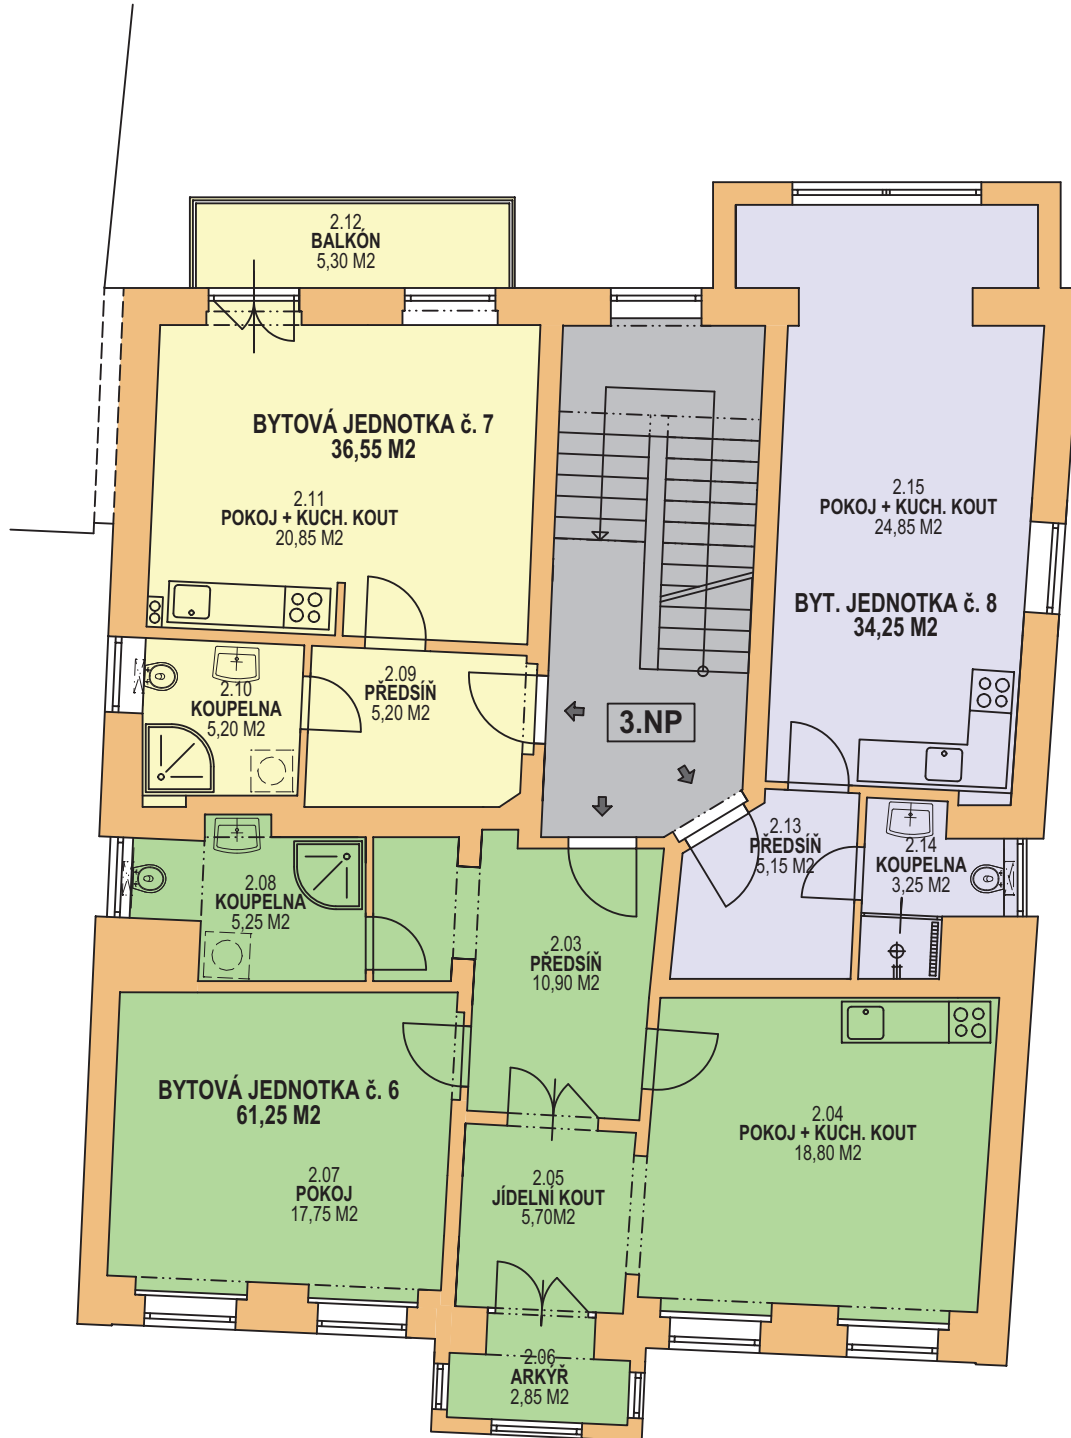 2.12
BALKÓN
5,30 M2
BYTOVÁ JEDNOTKA č. 7
36,55 M2
2.11
POKOJ + KUCH. KOUT
20,85 M2
2.15
POKOJ + KUCH. KOUT
24,85 M2
BYT. JEDNOTKA č. 8
34,25 M2
2.10
KOUPELNA
5,20 M2
2.09
PŘEDSÍŇ
5,20 M2
3.NP
2.13
PŘEDSÍŇ
5,15 M2
2.14
KOUPELNA
3,25 M2
2.08
KOUPELNA
5,25 M2
2.03
PŘEDSÍŇ
10,90 M2
BYTOVÁ JEDNOTKA č. 6
61,25 M2
2.07
POKOJ
17,75 M2
2.05
JÍDELNÍ KOUT
5,70M2
2.04
POKOJ + KUCH. KOUT
18,80 M2
2.06
ARKÝŘ
2,85 M2